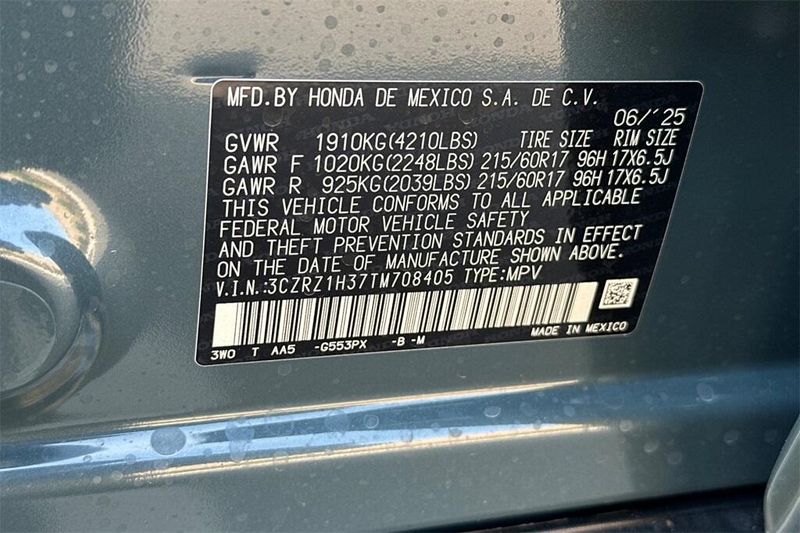 MFD.BY HONDA DE MEXICO S.A. DE C.V.
06/'25
GVWR 1910KG(4210LBS) TIRE SIZE RIM SIZE
GAWR F 1020KG(2248LBS) 215/60R17 96H 17X6.5J
GAWR R 925KG(2039LBS) 215/60R17 96H 17X6.5J
THIS VEHICLE CONFORMS TO ALL APPLICABLE
FEDERAL MOTOR VEHICLE SAFETY
AND THEFT PREVENTION STANDARDS IN EFFECT
ON THE DATE OF MANUFACTURE SHOWN ABOVE.
V.I.N.:3CZRZ1H37TM708405 TYPE:MPV
MADE IN MEXICO
3WO T AA5 -G553PX -B -M